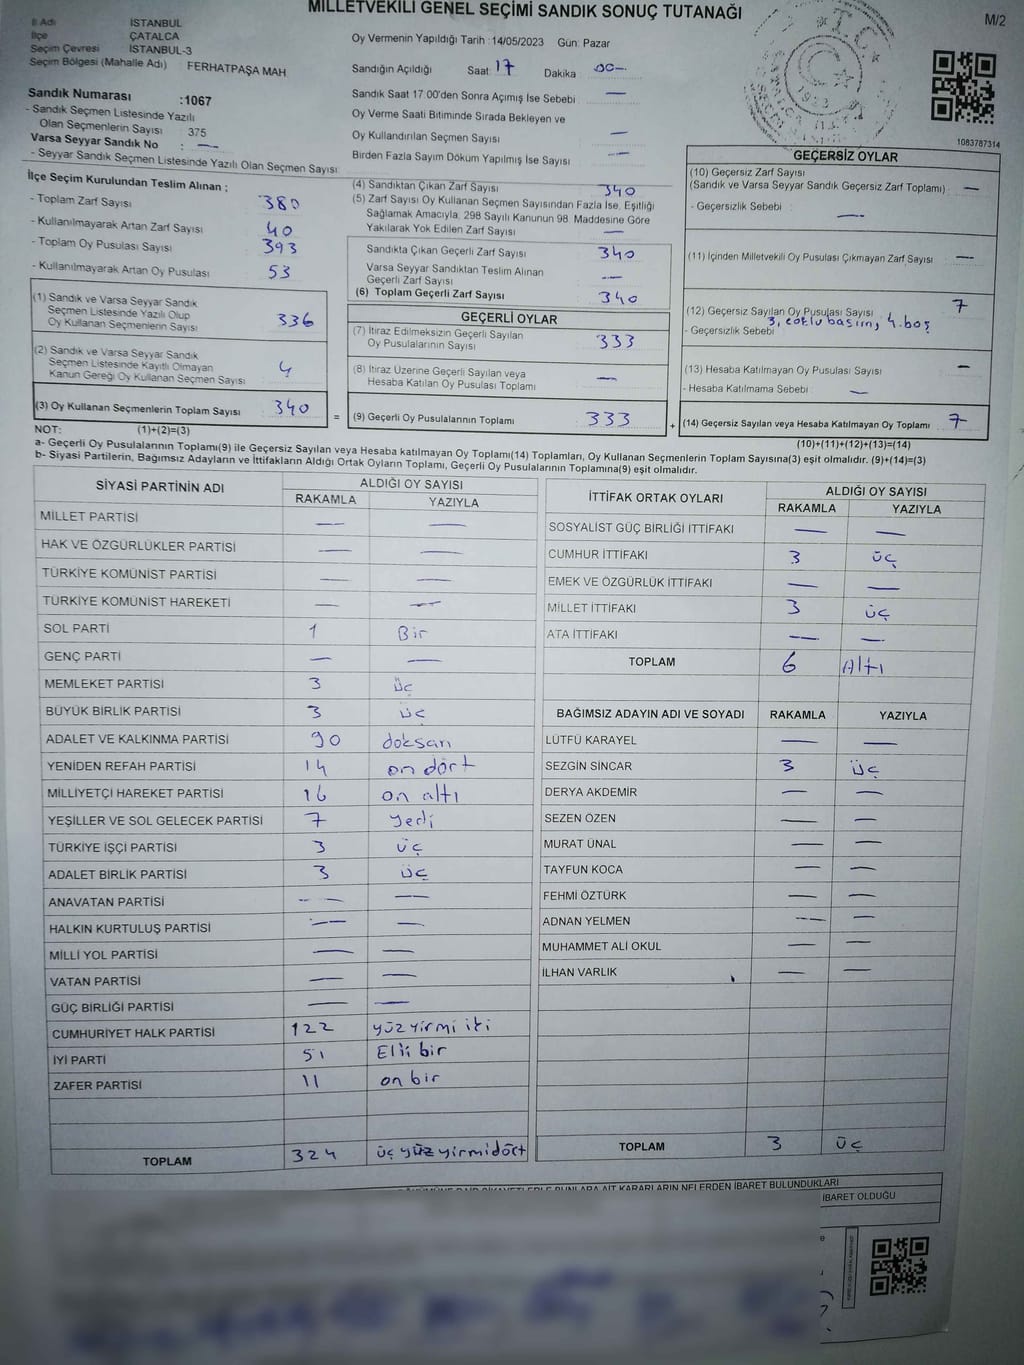 MİLLETVEKİLİ GENEL SEÇİMİ SANDIK SONUÇ TUTANAĞI
M/2
İl Adı İSTANBUL
İlçe ÇATALCA
Seçim Çevresi İSTANBUL-3
Seçim Bölgesi (Mahalle Adı) FERHATPAŞA MAH
Sandık Numarası :1067
- Sandık Seçmen Listesinde Yazılı
Olan Seçmenlerin Sayısı 375
Varsa Seyyar Sandık No : —
- Seyyar Sandık Seçmen Listesinde Yazılı Olan Seçmen Sayısı:
Oy Vermenin Yapıldığı Tarih :14/05/2023 Gün: Pazar
Sandığın Açıldığı Saat: 17 Dakika 00—
Sandık Saat 17:00'den Sonra Açımış İse Sebebi —
Oy Verme Saati Bitiminde Sırada Bekleyen ve
Oy Kullandırılan Seçmen Sayısı —
Birden Fazla Sayım Döküm Yapılmış İse Sayısı —
T.C.
1923
1083787314
İlçe Seçim Kurulundan Teslim Alınan ;
- Toplam Zarf Sayısı 380
- Kullanılmayarak Artan Zarf Sayısı 40
- Toplam Oy Pusulası Sayısı 393
- Kullanılmayarak Artan Oy Pusulası 53
(1) Sandık ve Varsa Seyyar Sandık
Seçmen Listesinde Yazılı Olup
Oy Kullanan Seçmenlerin Sayısı 336
(2) Sandık ve Varsa Seyyar Sandık
Seçmen Listesinde Kayıtlı Olmayan
Kanun Gereği Oy Kullanan Seçmen Sayısı 4
(3) Oy Kullanan Seçmenlerin Toplam Sayısı 340
=
(4) Sandıktan Çıkan Zarf Sayısı 340
(5) Zarf Sayısı Oy Kullanan Seçmen Sayısından Fazla İse, Eşitliği
Sağlamak Amacıyla, 298 Sayılı Kanunun 98. Maddesine Göre
Yakılarak Yok Edilen Zarf Sayısı —
Sandıkta Çıkan Geçerli Zarf Sayısı 340
Varsa Seyyar Sandıktan Teslim Alınan
Geçerli Zarf Sayısı —
(6) Toplam Geçerli Zarf Sayısı 340
GEÇERLİ OYLAR
(7) İtiraz Edilmeksizin Geçerli Sayılan
Oy Pusulalarının Sayısı 333
(8) İtiraz Üzerine Geçerli Sayılan veya
Hesaba Katılan Oy Pusulası Toplamı —
(9) Geçerli Oy Pusulalarının Toplamı 333
+
GEÇERSİZ OYLAR
(10) Geçersiz Zarf Sayısı
(Sandık ve Varsa Seyyar Sandık Geçersiz Zarf Toplamı) —
- Geçersizlik Sebebi —
(11) İçinden Milletvekili Oy Pusulası Çıkmayan Zarf Sayısı —
(12) Geçersiz Sayılan Oy Pusulası Sayısı 7
- Geçersizlik Sebebi 3, çoklu basım, 4. boş
(13) Hesaba Katılmayan Oy Pusulası Sayısı —
- Hesaba Katılmama Sebebi —
(14) Geçersiz Sayılan veya Hesaba Katılmayan Oy Toplamı 7
NOT: (1)+(2)=(3)
(10)+(11)+(12)+(13)=(14)
a- Geçerli Oy Pusulalarının Toplamı(9) ile Geçersiz Sayılan veya Hesaba katılmayan Oy Toplamı(14) Toplamları, Oy Kullanan Seçmenlerin Toplam Sayısına(3) eşit olmalıdır. (9)+(14)=(3)
b- Siyasi Partilerin, Bağımsız Adayların ve İttifakların Aldığı Ortak Oyların Toplamı, Geçerli Oy Pusulalarının Toplamına(9) eşit olmalıdır.
SİYASİ PARTİNİN ADI ALDIĞI OY SAYISI
RAKAMLA YAZIYLA
MİLLET PARTİSİ — —
HAK VE ÖZGÜRLÜKLER PARTİSİ — —
TÜRKİYE KOMÜNİST PARTİSİ — —
TÜRKİYE KOMÜNİST HAREKETİ — —
SOL PARTİ 1 Bir
GENÇ PARTİ — —
MEMLEKET PARTİSİ 3 üç
BÜYÜK BİRLİK PARTİSİ 3 üç
ADALET VE KALKINMA PARTİSİ 90 doksan
YENİDEN REFAH PARTİSİ 14 on dört
MİLLİYETÇİ HAREKET PARTİSİ 16 on altı
YEŞİLLER VE SOL GELECEK PARTİSİ 7 yedi
TÜRKİYE İŞÇİ PARTİSİ 3 üç
ADALET BİRLİK PARTİSİ 3 üç
ANAVATAN PARTİSİ — —
HALKIN KURTULUŞ PARTİSİ — —
MİLLİ YOL PARTİSİ — —
VATAN PARTİSİ — —
GÜÇ BİRLİĞİ PARTİSİ — —
CUMHURİYET HALK PARTİSİ 122 yüz yirmi iki
İYİ PARTİ 51 Elli bir
ZAFER PARTİSİ 11 on bir
TOPLAM 324 üç yüz yirmidört
İTTİFAK ORTAK OYLARI ALDIĞI OY SAYISI
RAKAMLA YAZIYLA
SOSYALİST GÜÇ BİRLİĞİ İTTİFAKI — —
CUMHUR İTTİFAKI 3 üç
EMEK VE ÖZGÜRLÜK İTTİFAKI — —
MİLLET İTTİFAKI 3 üç
ATA İTTİFAKI — —
TOPLAM 6 Altı
BAĞIMSIZ ADAYIN ADI VE SOYADI RAKAMLA YAZIYLA
LÜTFÜ KARAYEL — —
SEZGİN SİNCAR 3 üç
DERYA AKDEMİR — —
SEZEN ÖZEN — —
MURAT ÜNAL — —
TAYFUN KOCA — —
FEHMİ ÖZTÜRK — —
ADNAN YELMEN — —
MUHAMMET ALİ OKUL — —
İLHAN VARLIK — —
TOPLAM 3 üç
AİT KARARLARIN NELERDEN İBARET BULUNDUKLARI
İBARET OLDUĞU